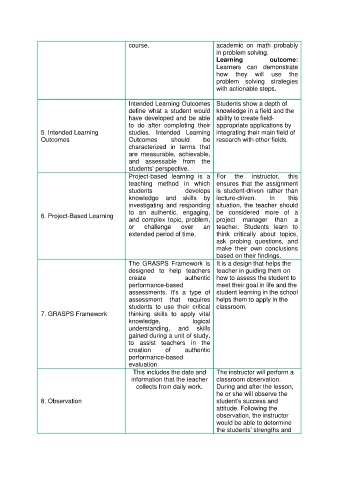 course.
academic on math probably
in problem solving.
Learning outcome:
Learners can demonstrate
how they will use the
problem solving strategies
with actionable steps.
5. Intended Learning
Outcomes
Intended Learning Outcomes
define what a student would
have developed and be able
to do after completing their
studies. Intended Learning
Outcomes should be
characterized in terms that
are measurable, achievable,
and assessable from the
students' perspective.
Students show a depth of
knowledge in a field and the
ability to create field-
appropriate applications by
integrating their main field of
research with other fields.
6. Project-Based Learning
Project-based learning is a
teaching method in which
students develops
knowledge and skills by
investigating and responding
to an authentic, engaging,
and complex topic, problem,
or challenge over an
extended period of time.
For the instructor, this
ensures that the assignment
is student-driven rather than
lecture-driven. In this
situation, the teacher should
be considered more of a
project manager than a
teacher. Students learn to
think critically about topics,
ask probing questions, and
make their own conclusions
based on their findings.
7. GRASPS Framework
The GRASPS Framework is
designed to help teachers
create authentic
performance-based
assessments. It's a type of
assessment that requires
students to use their critical
thinking skills to apply vital
knowledge, logical
understanding, and skills
gained during a unit of study.
to assist teachers in the
creation of authentic
performance-based
evaluation
It is a design that helps the
teacher in guiding them on
how to assess the student to
meet their goal in life and the
student learning in the school
helps them to apply in the
classroom.
8. Observation
This includes the date and
information that the teacher
collects from daily work.
The instructor will perform a
classroom observation.
During and after the lesson,
he or she will observe the
student's success and
attitude. Following the
observation, the instructor
would be able to determine
the students' strengths and